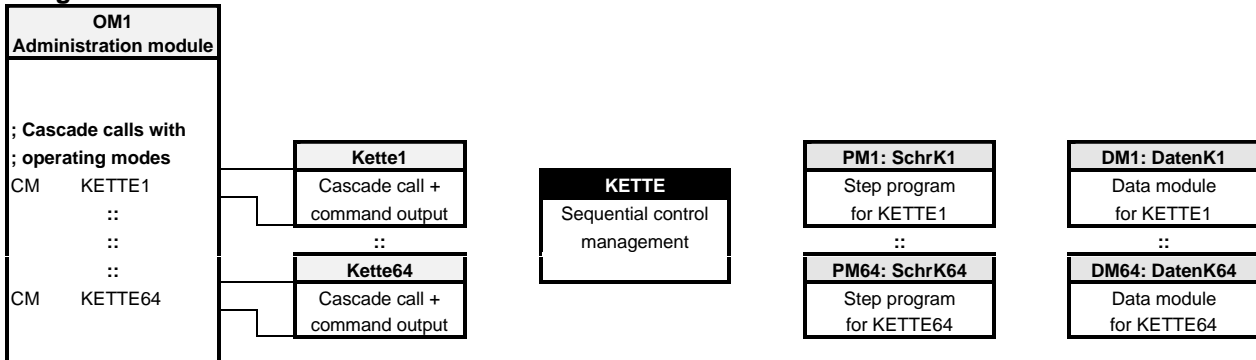 OM1
Administration module
; Cascade calls with
; operating modes
CM KETTE1
::
::
::
CM KETTE64
Kette1
Cascade call +
command output
::
Kette64
Cascade call +
command output
KETTE
Sequential control
management
PM1: SchrK1
Step program
for KETTE1
::
PM64: SchrK64
Step program
for KETTE64
DM1: DatenK1
Data module
for KETTE1
::
DM64: DatenK64
Data module
for KETTE64